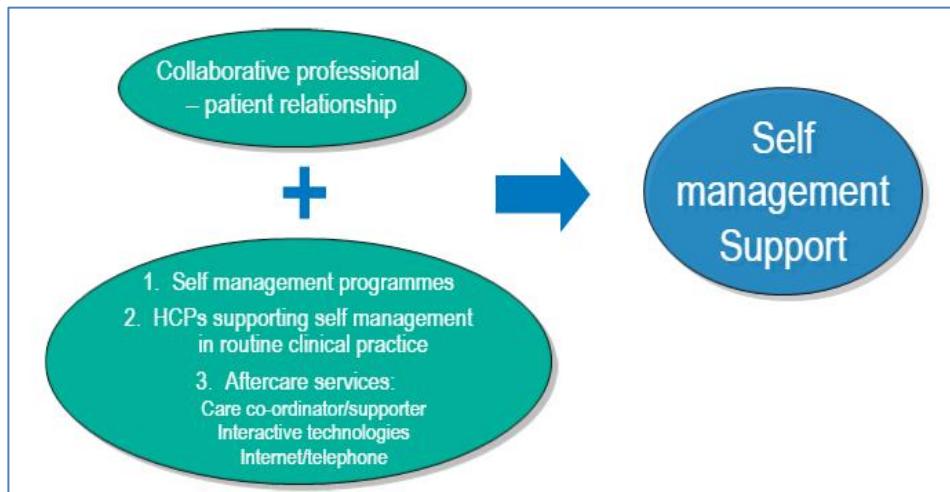 Collaborative professional
– patient relationship
+
1. Self management programmes
2. HCPs supporting self management
in routine clinical practice
3. Aftercare services:
Care co-ordinator/supporter
Interactive technologies
Internet/telephone
Self
management
Support